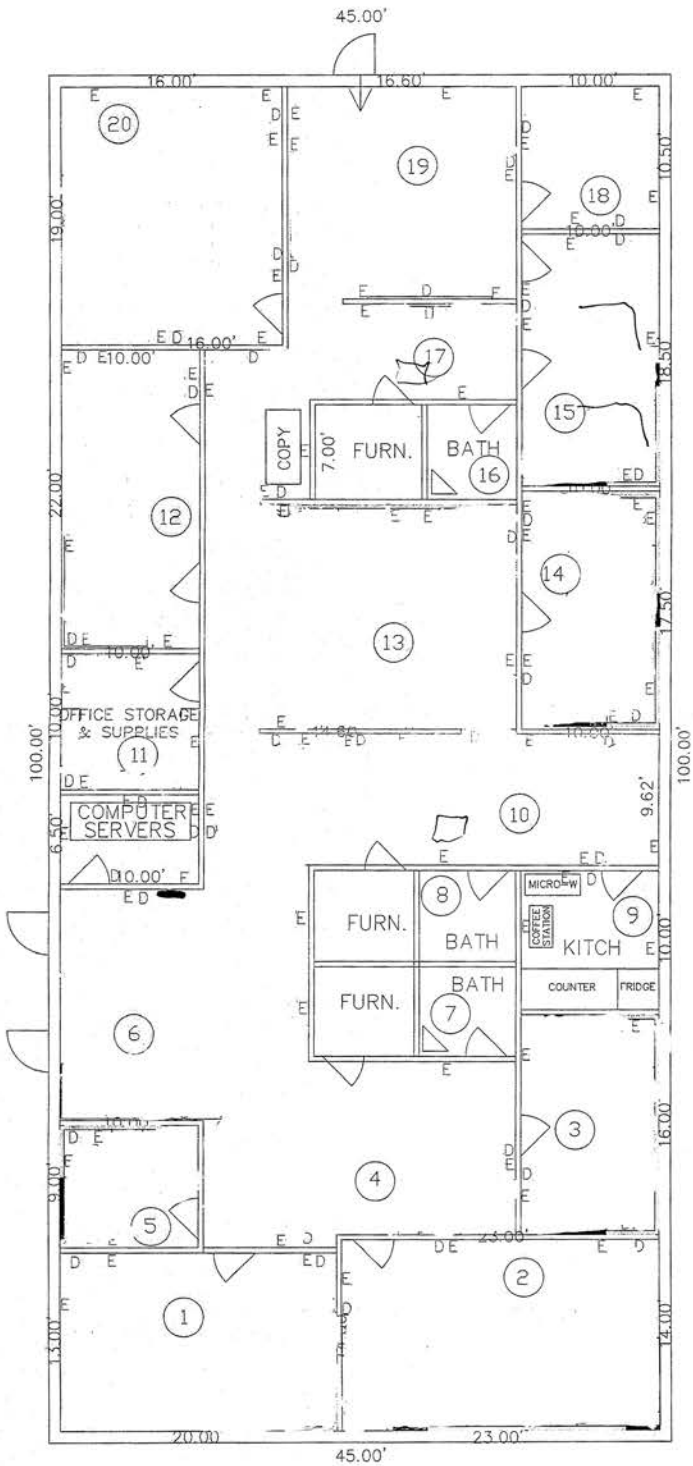 45.00'
16.00' 16.60' 10.00'
E E E E
20 D E D
E E E
19 10.50'
E
18 E
E D
19.00' 10.00'
E D
D D
E E
E D E
E D E
E D 16.00' E
D E 10.00' D
E 17
E E
D E
18.50'
15
COPY
7.00'
FURN.
BATH
16
E
E D
E D
E E
10.00'
22.00'
12
E
14
D
E
17.50'
13
E E
D
D E E
10.00'
D E
E
E D
10.00'
OFFICE STORAGE
& SUPPLIES
11
E
E
D E D E D
10.00'
100.00'
100.00'
9.62'
D E
E D
COMPUTER
SERVERS
E E
D D
6.50'
10
E
E D
D 10.00' E
E D
8
MICRO-W
E D
9
FURN.
BATH
COFFEE
STATION
KITCH
E
10.00'
E
BATH
COUNTER
FRIDGE
FURN.
7
6
E
E
E
3
16.00'
D E
D
E
4
D
E
9.00'
5
E
E D
D E
23.00'
E D
D E
E D
2
E
D
1
E
13.00'
14.00'
20.00'
23.00'
45.00'